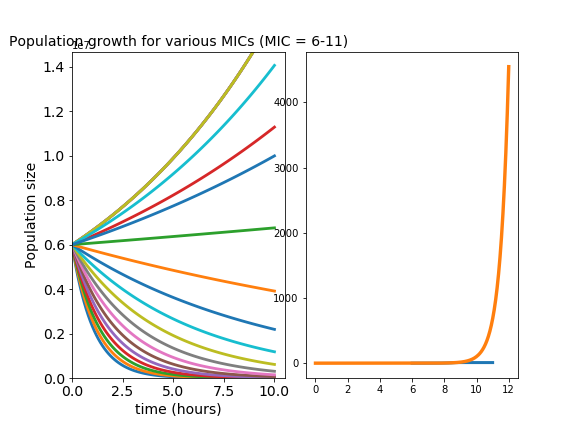 Population growth for various MICs (MIC = 6-11)
1e7
1.4
1.2
1.0
0.8
0.6
0.4
0.2
0.0
Population size
0.0 2.5 5.0 7.5 10.0
time (hours)
4000
3000
2000
1000
0
0 2 4 6 8 10 12